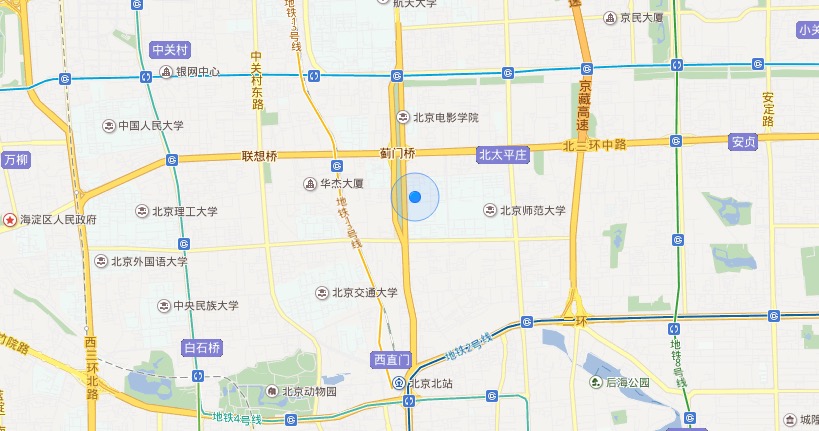 航天大学
京民大厦
地铁13号线
小关
中关村
银网中心
中关村东路
京藏高速
安定路
中国人民大学
北京电影学院
万柳
联想桥
蓟门桥
北太平庄
北三环中路
安贞
华杰大厦
海淀区人民政府
北京理工大学
地铁13号线
北京师范大学
北京外国语大学
北京交通大学
中央民族大学
二环
西三环北路
白石桥
西直门
地铁2号线
地铁8号线
北京动物园
北京北站
后海公园
地铁4号线